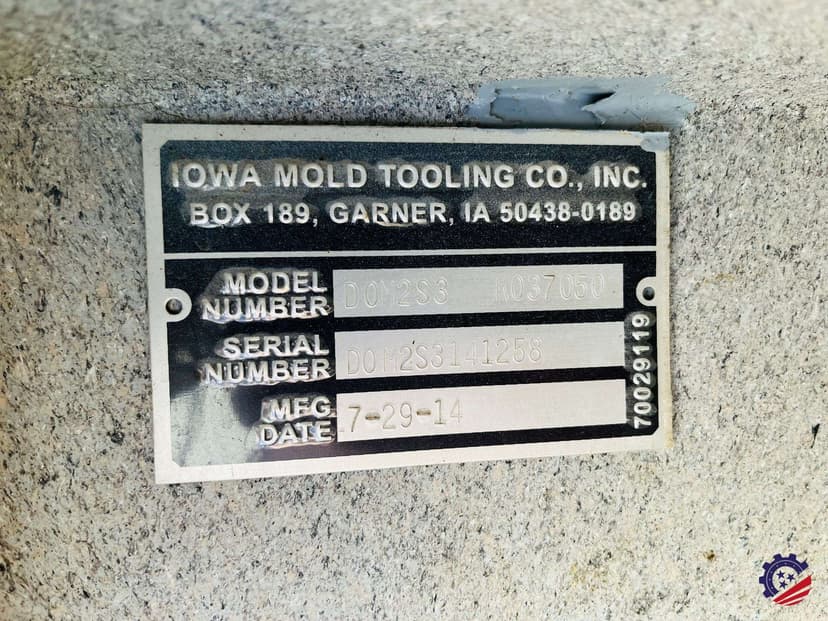 IOWA MOLD TOOLING CO., INC.
BOX 189, GARNER, IA 50438-0189
MODEL NUMBER DOM2S3 K037050
SERIAL NUMBER DOM2S3141258
MFG DATE 7-29-14
70029119